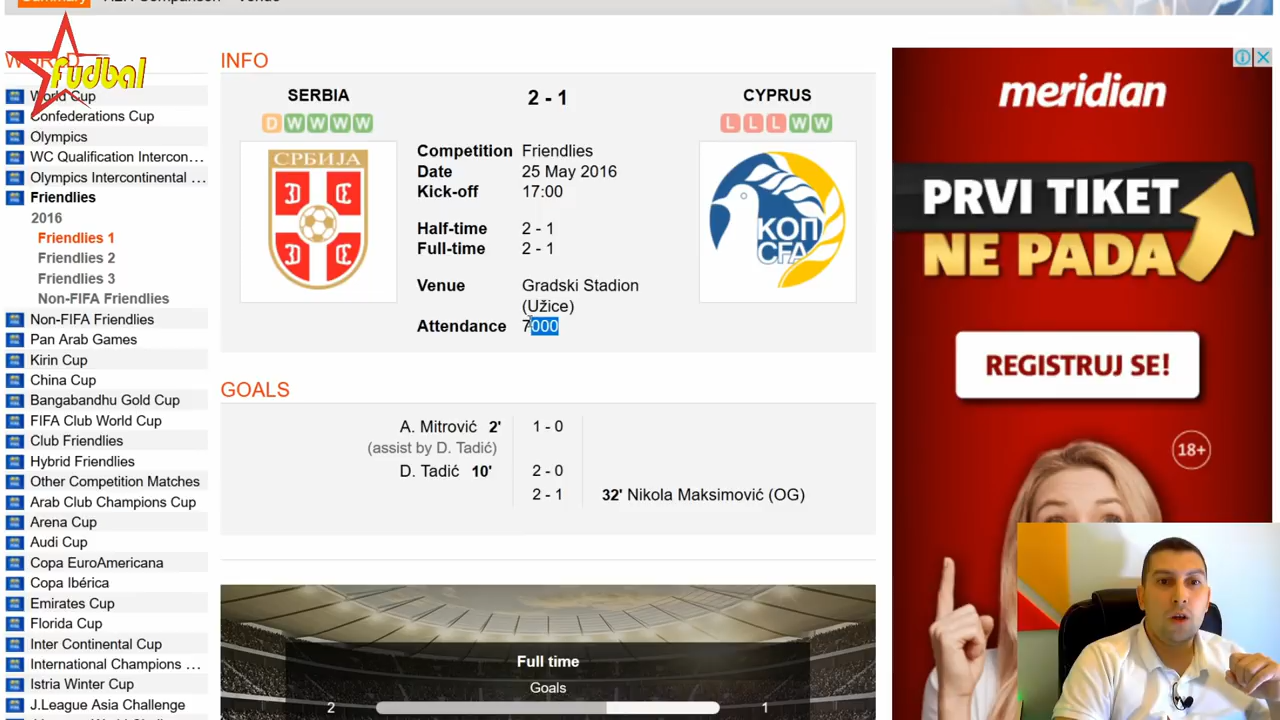 Summary H2H Comparison Venue
WORLD
fudbal
World Cup
Confederations Cup
Olympics
WC Qualification Intercon…
Olympics Intercontinental …
Friendlies
2016
Friendlies 1
Friendlies 2
Friendlies 3
Non-FIFA Friendlies
Non-FIFA Friendlies
Pan Arab Games
Kirin Cup
China Cup
Bangabandhu Gold Cup
FIFA Club World Cup
Club Friendlies
Hybrid Friendlies
Other Competition Matches
Arab Club Champions Cup
Arena Cup
Audi Cup
Copa EuroAmericana
Copa Ibérica
Emirates Cup
Florida Cup
Inter Continental Cup
International Champions …
Istria Winter Cup
J.League Asia Challenge
INFO
SERBIA 2 - 1 CYPRUS
D W W W W
L L L W W
СРБИЈА
КОП
CFA
Competition Friendlies
Date 25 May 2016
Kick-off 17:00
Half-time 2 - 1
Full-time 2 - 1
Venue Gradski Stadion
(Užice)
Attendance 7000
GOALS
A. Mitrović 2' 1 - 0
(assist by D. Tadić)
D. Tadić 10' 2 - 0
2 - 1 32' Nikola Maksimović (OG)
Full time
Goals
2 1
meridian
PRVI TIKET
NE PADA
REGISTRUJ SE!
18+